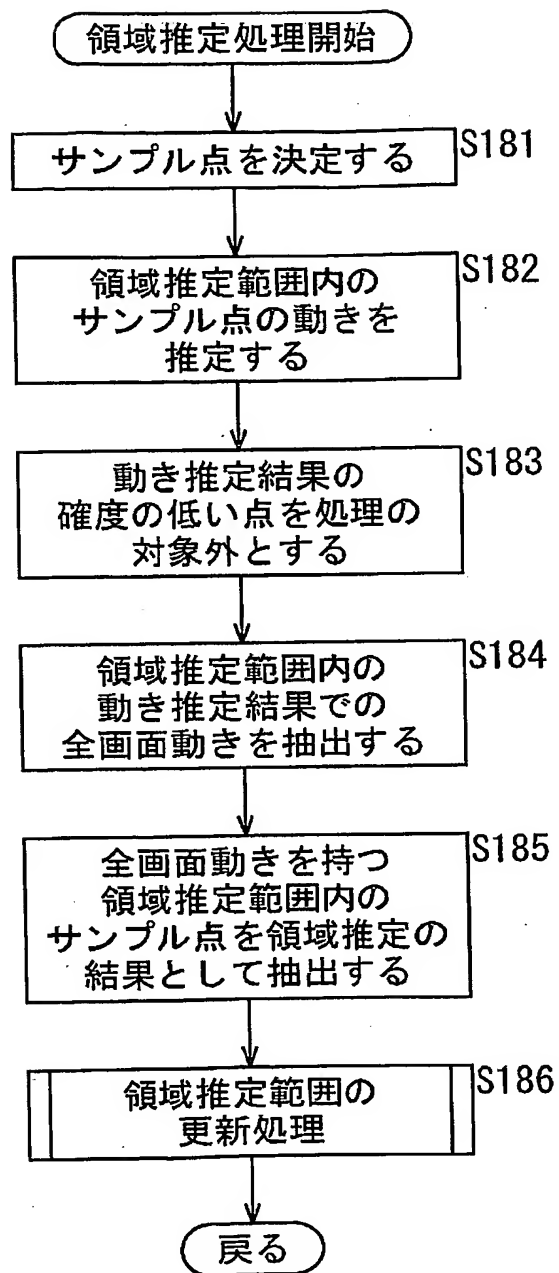 領域推定処理開始
サンプル点を決定する
S181
領域推定範囲内の
サンプル点の動きを
推定する
S182
動き推定結果の
確度の低い点を処理の
対象外とする
S183
領域推定範囲内の
動き推定結果での
全画面動きを抽出する
S184
全画面動きを持つ
領域推定範囲内の
サンプル点を領域推定の
結果として抽出する
S185
領域推定範囲の
更新処理
S186
戻る